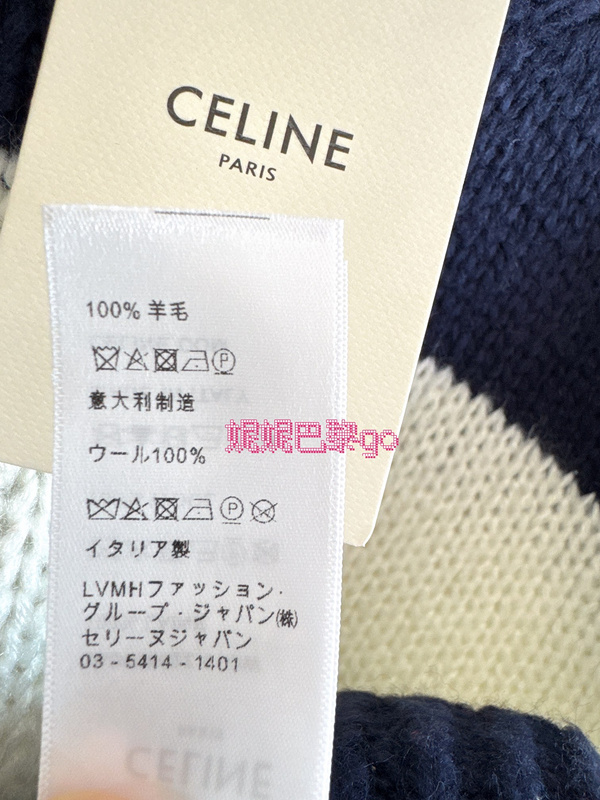 CELINE
PARIS
100% 羊毛
意大利制造
妮妮巴黎go
ウール100%
イタリア製
LVMHファッション・
グループ・ジャパン(株)
セリーヌジャパン
03 - 5414 - 1401
CELINE